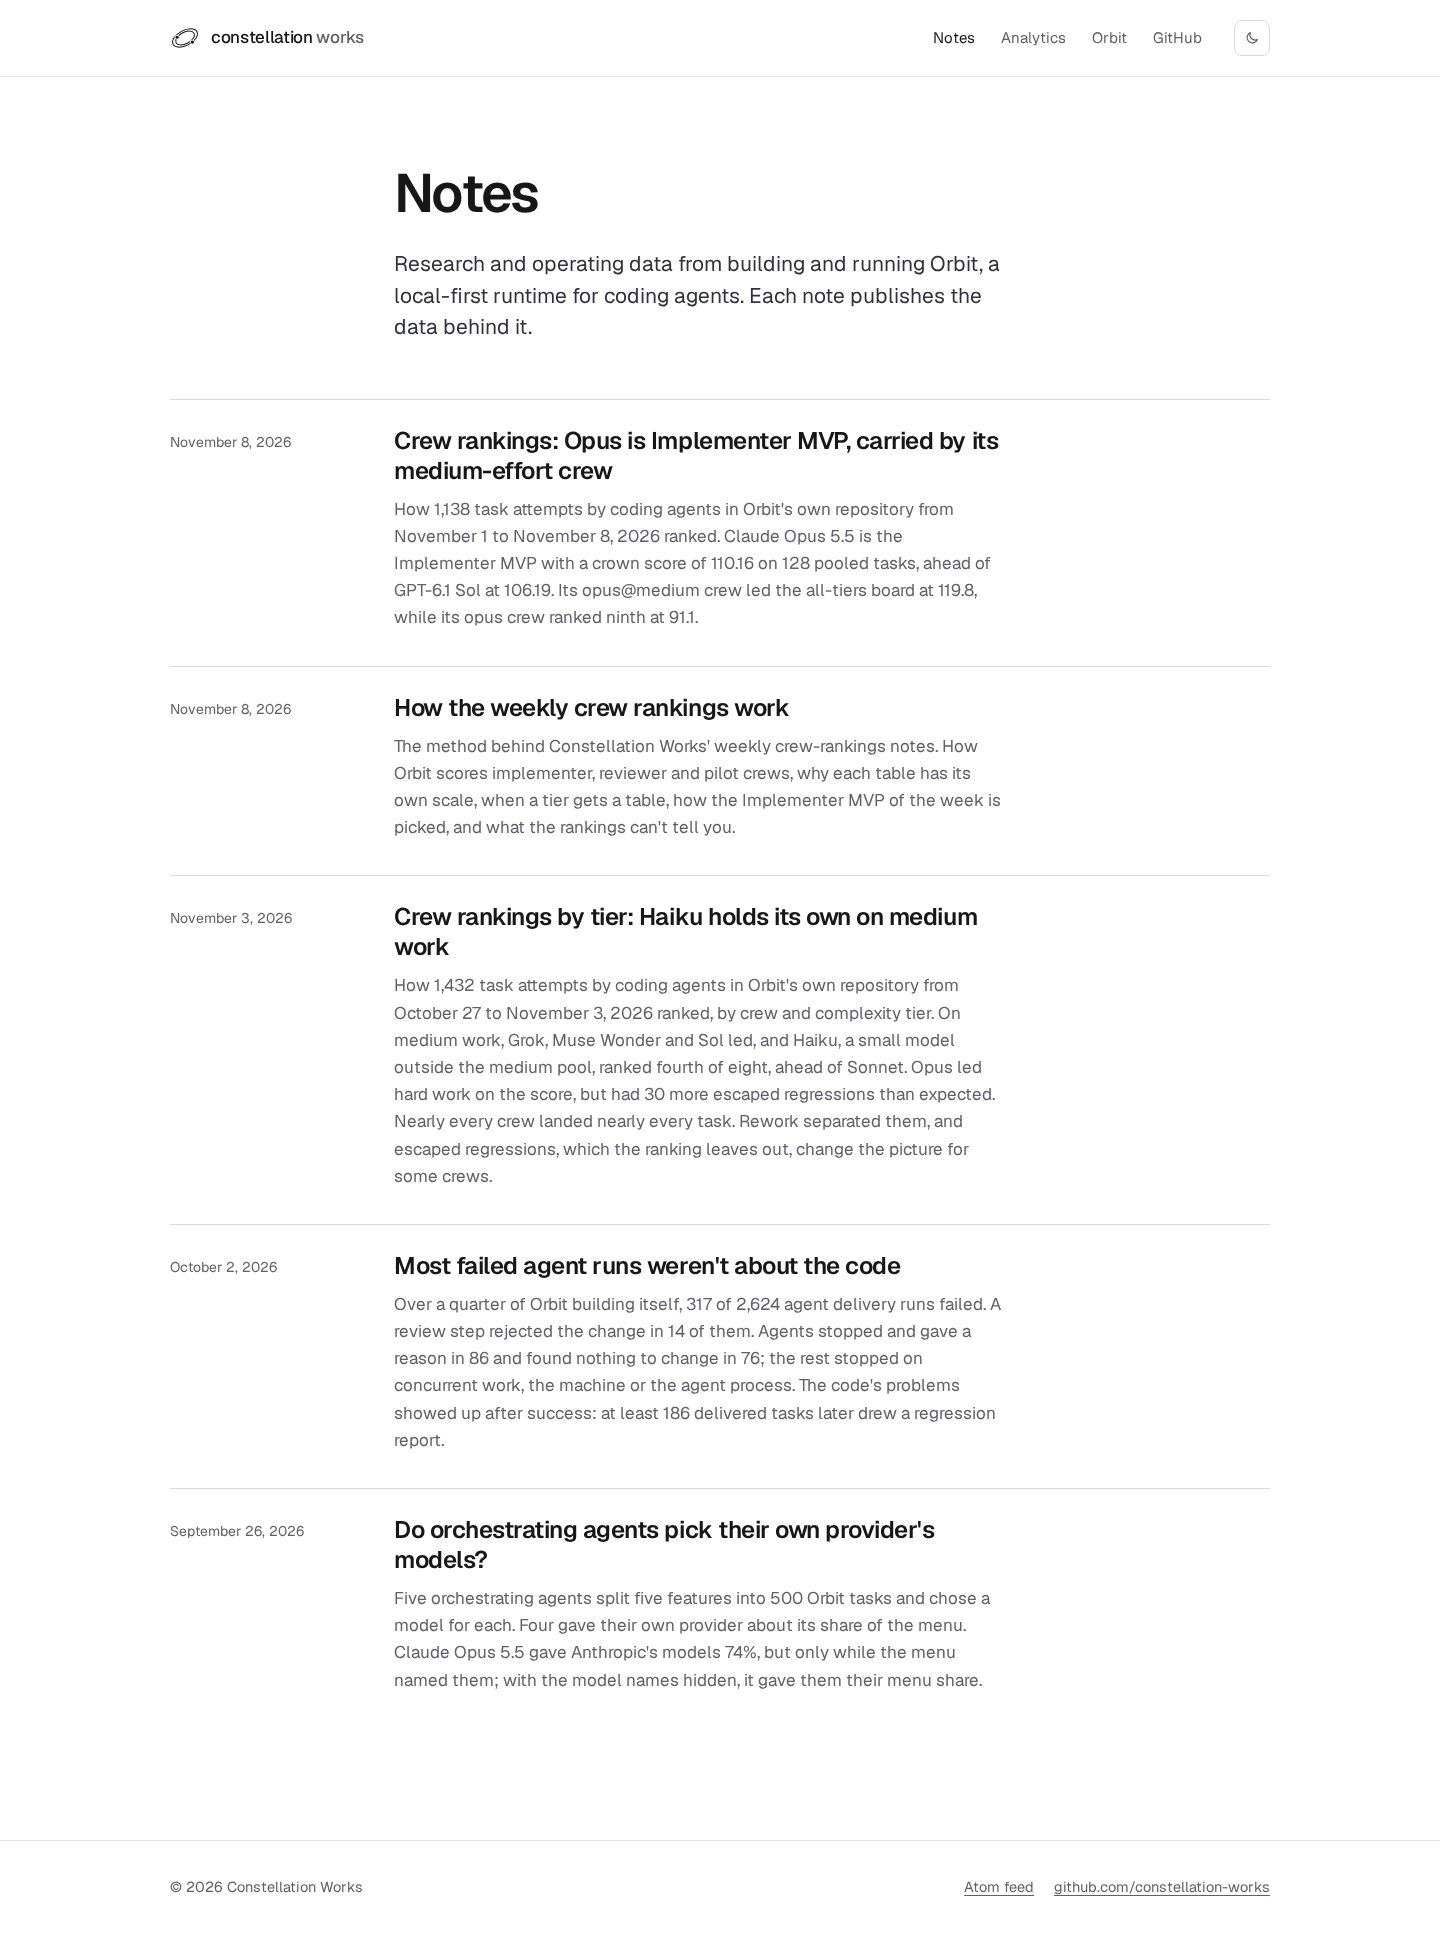 constellation works
Notes
Analytics
Orbit
GitHub
Notes
Research and operating data from building and running Orbit, a
local-first runtime for coding agents. Each note publishes the
data behind it.
November 8, 2026
Crew rankings: Opus is Implementer MVP, carried by its
medium-effort crew
How 1,138 task attempts by coding agents in Orbit's own repository from
November 1 to November 8, 2026 ranked. Claude Opus 5.5 is the
Implementer MVP with a crown score of 110.16 on 128 pooled tasks, ahead of
GPT-6.1 Sol at 106.19. Its opus@medium crew led the all-tiers board at 119.8,
while its opus crew ranked ninth at 91.1.
November 8, 2026
How the weekly crew rankings work
The method behind Constellation Works' weekly crew-rankings notes. How
Orbit scores implementer, reviewer and pilot crews, why each table has its
own scale, when a tier gets a table, how the Implementer MVP of the week is
picked, and what the rankings can't tell you.
November 3, 2026
Crew rankings by tier: Haiku holds its own on medium
work
How 1,432 task attempts by coding agents in Orbit's own repository from
October 27 to November 3, 2026 ranked, by crew and complexity tier. On
medium work, Grok, Muse Wonder and Sol led, and Haiku, a small model
outside the medium pool, ranked fourth of eight, ahead of Sonnet. Opus led
hard work on the score, but had 30 more escaped regressions than expected.
Nearly every crew landed nearly every task. Rework separated them, and
escaped regressions, which the ranking leaves out, change the picture for
some crews.
October 2, 2026
Most failed agent runs weren't about the code
Over a quarter of Orbit building itself, 317 of 2,624 agent delivery runs failed. A
review step rejected the change in 14 of them. Agents stopped and gave a
reason in 86 and found nothing to change in 76; the rest stopped on
concurrent work, the machine or the agent process. The code's problems
showed up after success: at least 186 delivered tasks later drew a regression
report.
September 26, 2026
Do orchestrating agents pick their own provider's
models?
Five orchestrating agents split five features into 500 Orbit tasks and chose a
model for each. Four gave their own provider about its share of the menu.
Claude Opus 5.5 gave Anthropic's models 74%, but only while the menu
named them; with the model names hidden, it gave them their menu share.
© 2026 Constellation Works
Atom feed
github.com/constellation-works